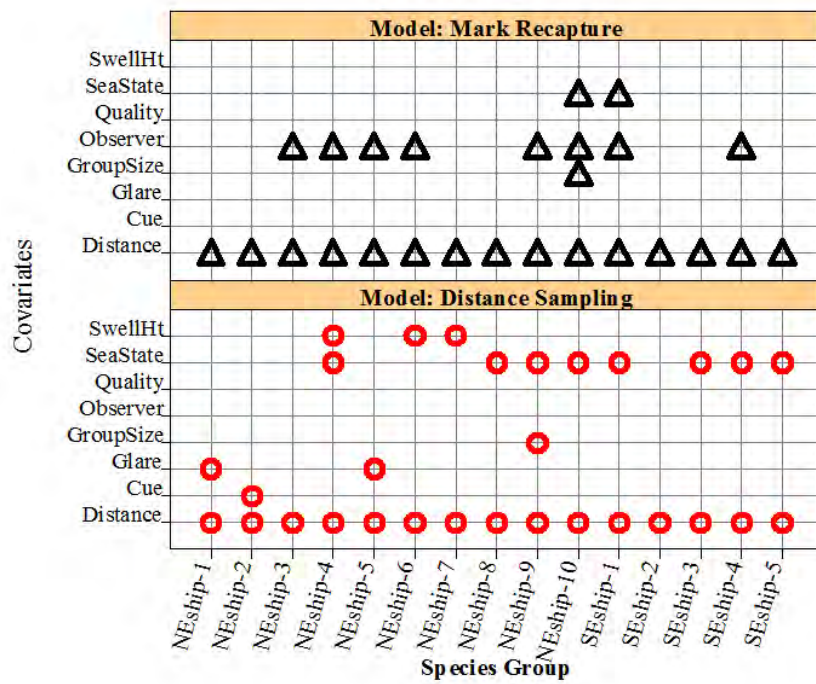 Model: Mark Recapture
SwellHt
SeaState
Quality
Observer
GroupSize
Glare
Cue
Distance
Covariates
Model: Distance Sampling
SwellHt
SeaState
Quality
Observer
GroupSize
Glare
Cue
Distance
NEship-1
NEship-2
NEship-3
NEship-4
NEship-5
NEship-6
NEship-7
NEship-8
NEship-9
NEship-10
SEship-1
SEship-2
SEship-3
SEship-4
SEship-5
Species Group